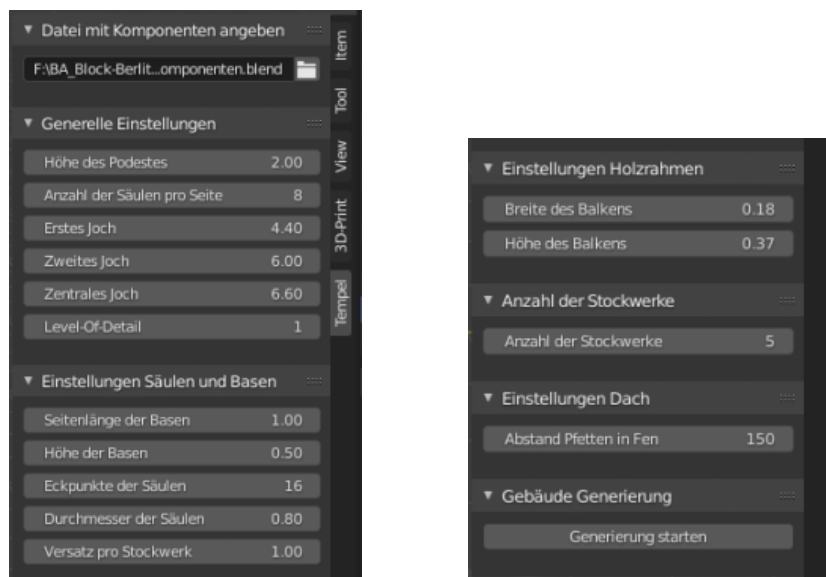 Datei mit Komponenten angeben
F:\BA_Block-Berlit...omponenten.blend
Generelle Einstellungen
Höhe des Podestes 2.00
Anzahl der Säulen pro Seite 8
Erstes Joch 4.40
Zweites Joch 6.00
Zentrales Joch 6.60
Level-Of-Detail 1
Einstellungen Säulen und Basen
Seitenlänge der Basen 1.00
Höhe der Basen 0.50
Eckpunkte der Säulen 16
Durchmesser der Säulen 0.80
Versatz pro Stockwerk 1.00
Item
Tool
View
3D-Print
Tempel
Einstellungen Holzrahmen
Breite des Balkens 0.18
Höhe des Balkens 0.37
Anzahl der Stockwerke
Anzahl der Stockwerke 5
Einstellungen Dach
Abstand Pfetten in Fen 150
Gebäude Generierung
Generierung starten